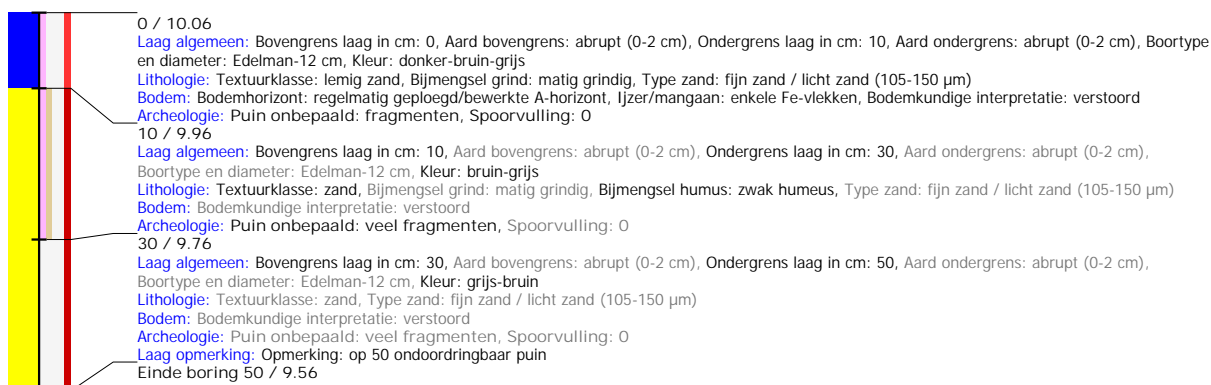 0 / 10.06
Laag algemeen: Bovengrens laag in cm: 0, Aard bovengrens: abrupt (0-2 cm), Ondergrens laag in cm: 10, Aard ondergrens: abrupt (0-2 cm), Boortype
en diameter: Edelman-12 cm, Kleur: donker-bruin-grijs
Lithologie: Textuurklasse: lemig zand, Bijmengsel grind: matig grindig, Type zand: fijn zand / licht zand (105-150 µm)
Bodem: Bodemhorizont: regelmatig geploegd/bewerkte A-horizont, Ijzer/mangaan: enkele Fe-vlekken, Bodemkundige interpretatie: verstoord
Archeologie: Puin onbepaald: fragmenten, Spoorvulling: 0
10 / 9.96
Laag algemeen: Bovengrens laag in cm: 10, Aard bovengrens: abrupt (0-2 cm), Ondergrens laag in cm: 30, Aard ondergrens: abrupt (0-2 cm),
Boortype en diameter: Edelman-12 cm, Kleur: bruin-grijs
Lithologie: Textuurklasse: zand, Bijmengsel grind: matig grindig, Bijmengsel humus: zwak humeus, Type zand: fijn zand / licht zand (105-150 µm)
Bodem: Bodemkundige interpretatie: verstoord
Archeologie: Puin onbepaald: veel fragmenten, Spoorvulling: 0
30 / 9.76
Laag algemeen: Bovengrens laag in cm: 30, Aard bovengrens: abrupt (0-2 cm), Ondergrens laag in cm: 50, Aard ondergrens: abrupt (0-2 cm),
Boortype en diameter: Edelman-12 cm, Kleur: grijs-bruin
Lithologie: Textuurklasse: zand, Type zand: fijn zand / licht zand (105-150 µm)
Bodem: Bodemkundige interpretatie: verstoord
Archeologie: Puin onbepaald: veel fragmenten, Spoorvulling: 0
Laag opmerking: Opmerking: op 50 ondoordringbaar puin
Einde boring 50 / 9.56